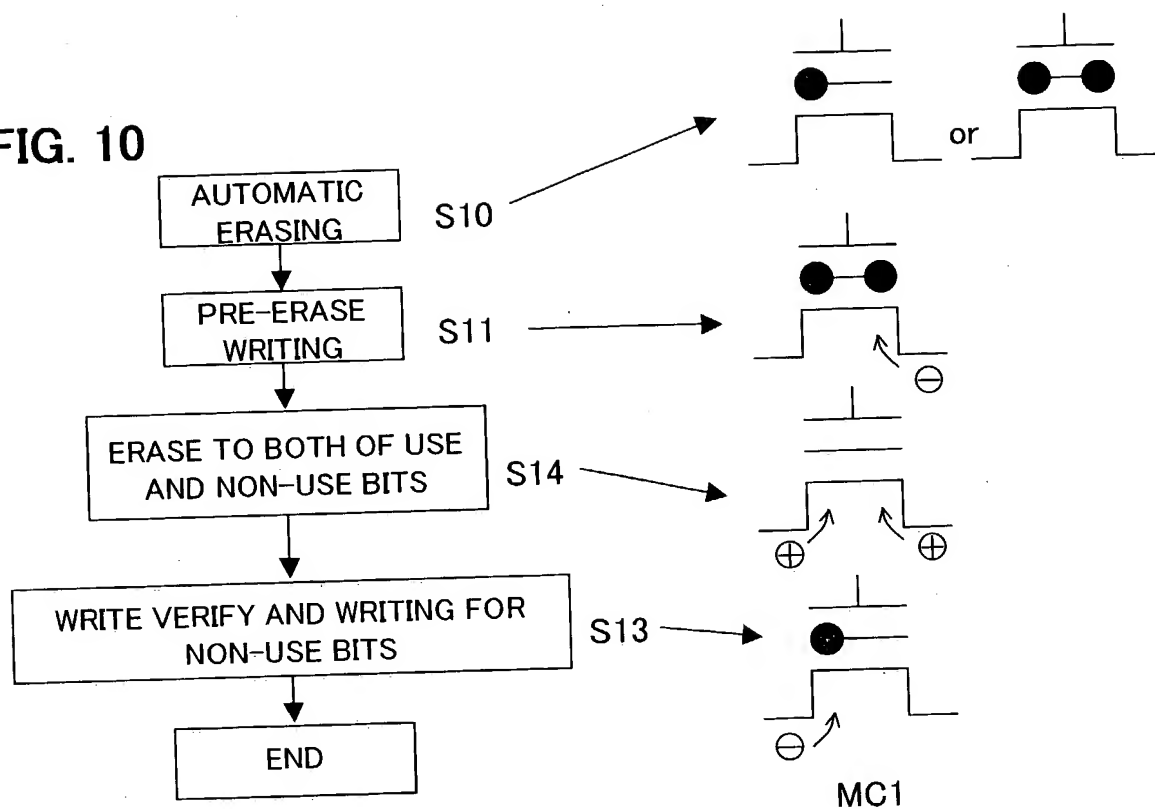 FIG. 10
AUTOMATIC
ERASING
S10
or
PRE-ERASE
WRITING
S11
⊖
ERASE TO BOTH OF USE
AND NON-USE BITS
S14
⊕ ⊕
WRITE VERIFY AND WRITING FOR
NON-USE BITS
S13
⊖
END
MC1